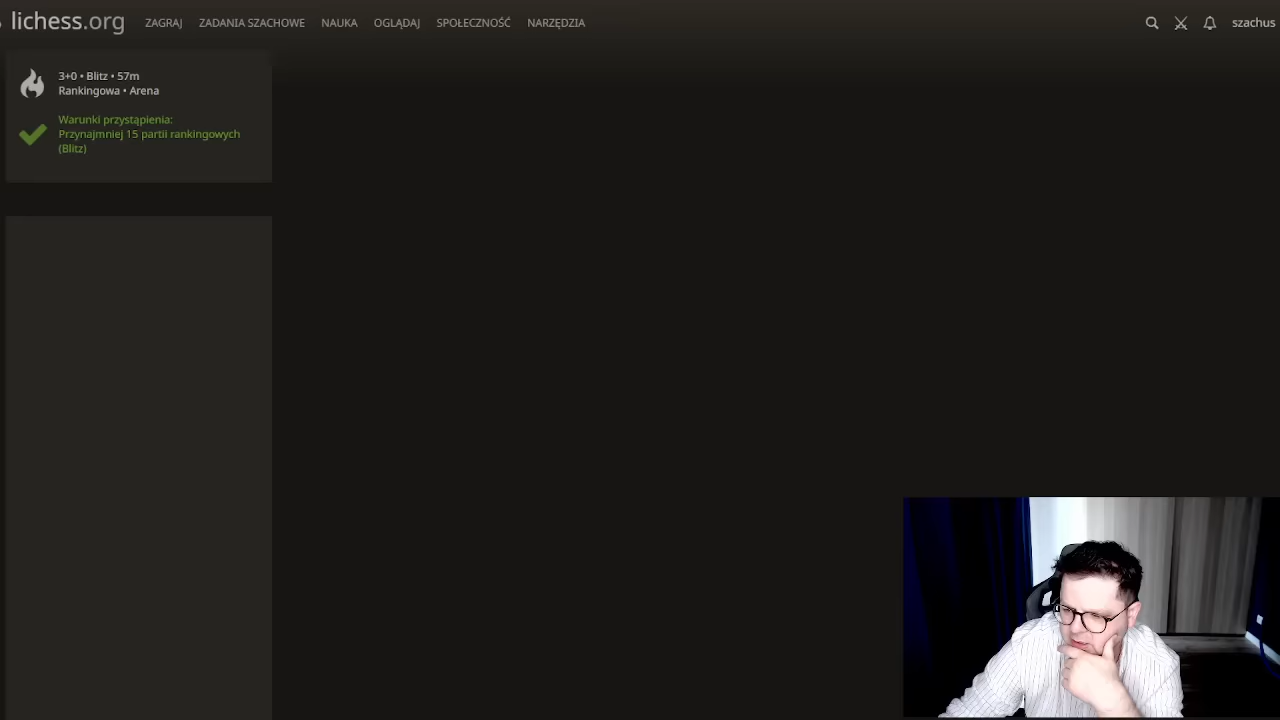 lichess.org
ZAGRAJ
ZADANIA SZACHOWE
NAUKA
OGLĄDAJ
SPOŁECZNOŚĆ
NARZĘDZIA
szachus
3+0 • Blitz • 57m
Rankingowa • Arena
Warunki przystąpienia:
Przynajmniej 15 partii rankingowych
(Blitz)